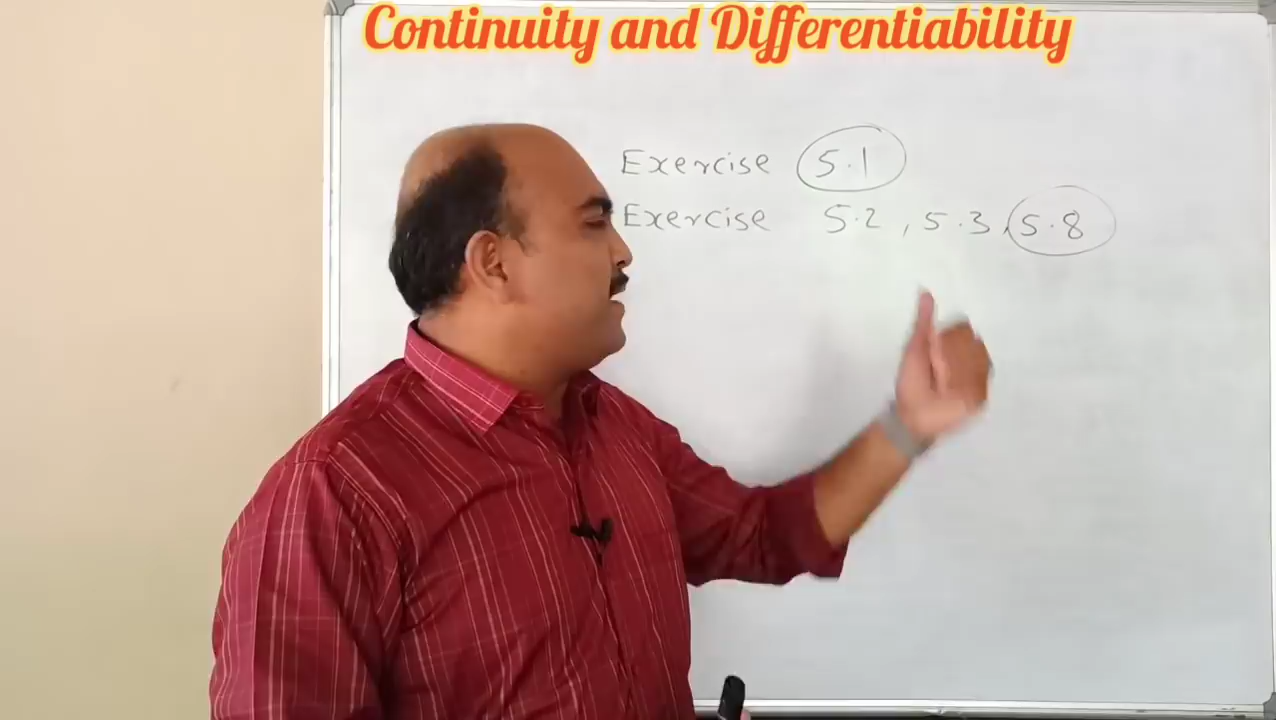 Continuity and Differentiability
Exercise 5.1
Exercise 5.2, 5.3, 5.8